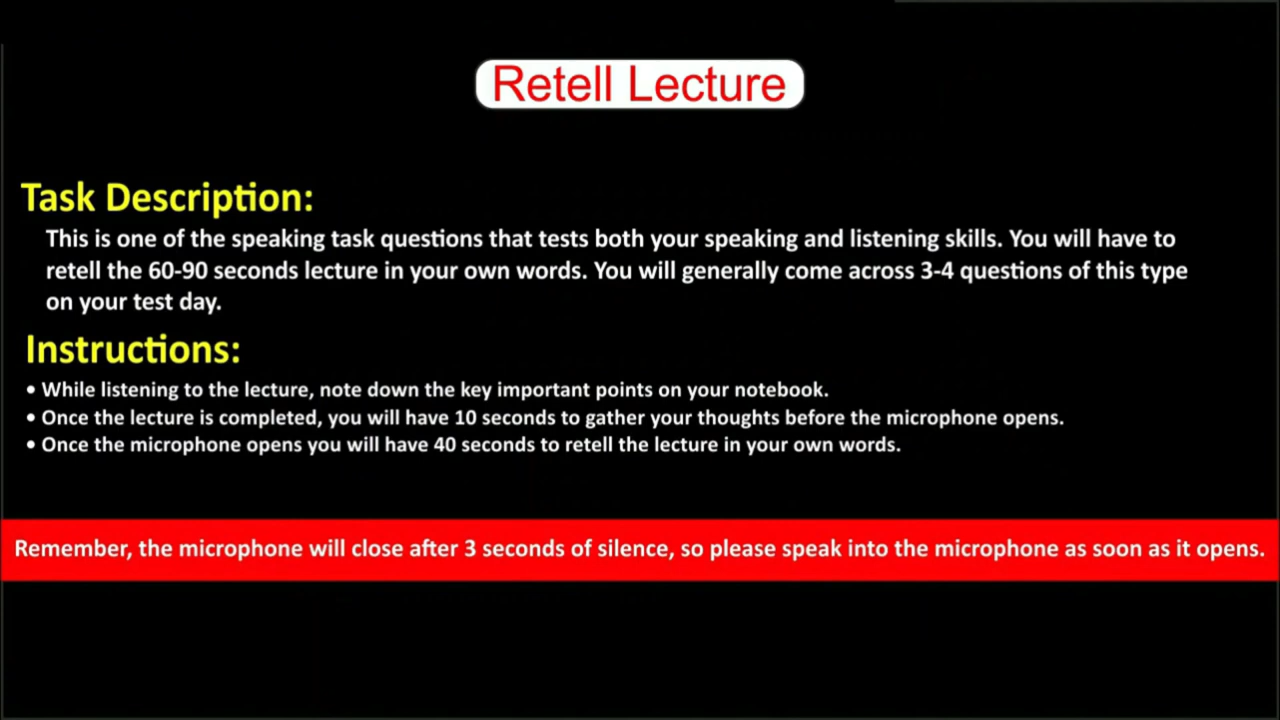 Retell Lecture
Task Description:
This is one of the speaking task questions that tests both your speaking and listening skills. You will have to
retell the 60-90 seconds lecture in your own words. You will generally come across 3-4 questions of this type
on your test day.
Instructions:
• While listening to the lecture, note down the key important points on your notebook.
• Once the lecture is completed, you will have 10 seconds to gather your thoughts before the microphone opens.
• Once the microphone opens you will have 40 seconds to retell the lecture in your own words.
Remember, the microphone will close after 3 seconds of silence, so please speak into the microphone as soon as it opens.